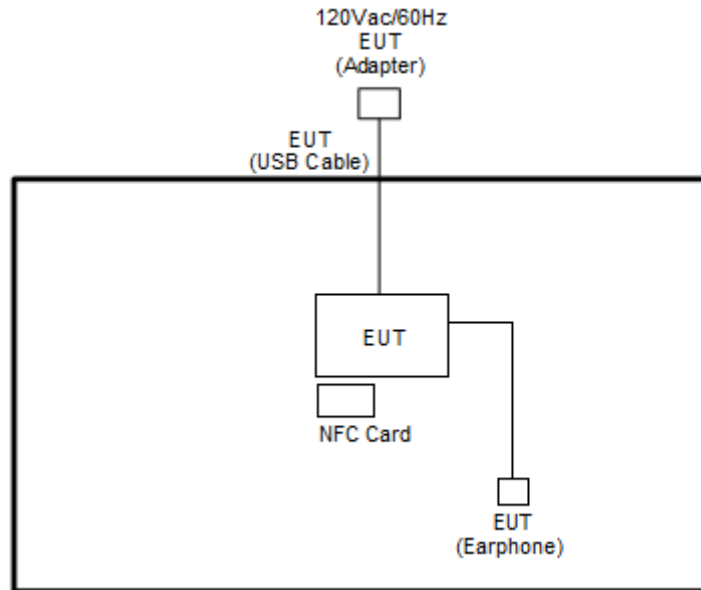 120Vac/60Hz
EUT
(Adapter)
EUT
(USB Cable)
EUT
NFC Card
EUT
(Earphone)